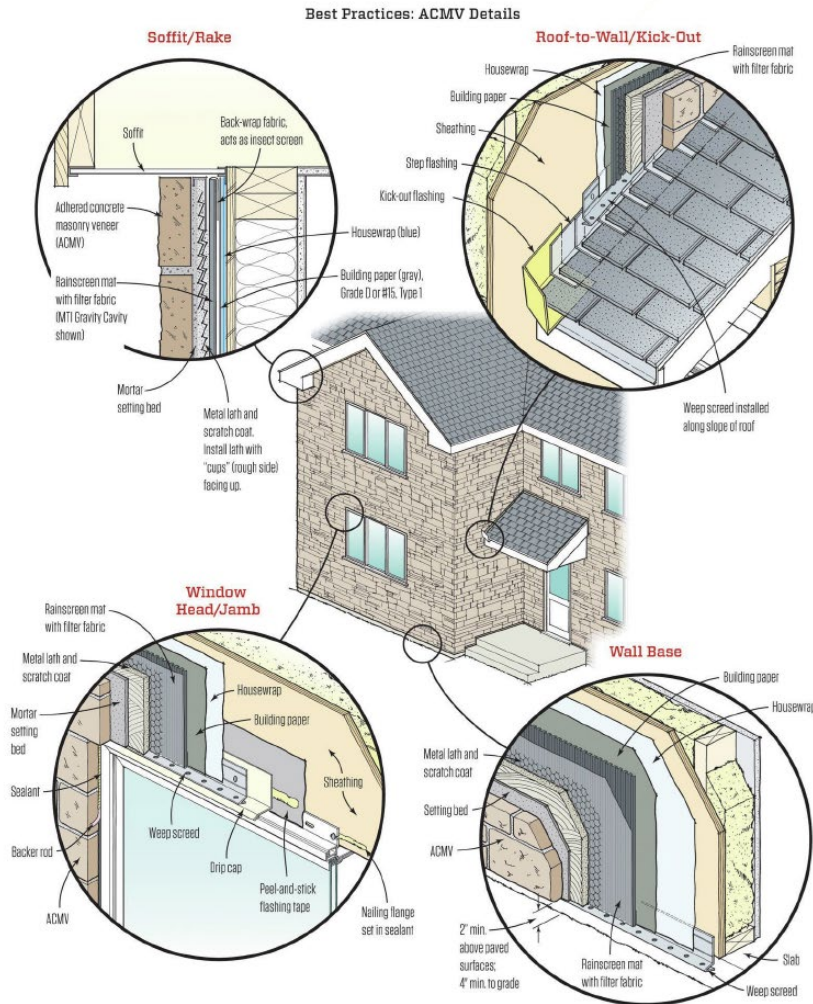 Best Practices: ACMV Details
Soffit/Rake
Soffit
Back-wrap fabric,
acts as insect screen
Adhered concrete
masonry veneer
(ACMV)
Housewrap (blue)
Rainscreen mat
with filter fabric
(MTI Gravity Cavity
shown)
Building paper (gray),
Grade D or #15, Type 1
Mortar
setting bed
Metal lath and
scratch coat.
Install lath with
"cups" (rough side)
facing up.
Roof-to-Wall/Kick-Out
Rainscreen mat
with filter fabric
Housewrap
Building paper
Sheathing
Step flashing
Kick-out flashing
Weep screed installed
along slope of roof
Window
Head/Jamb
Rainscreen mat
with filter fabric
Metal lath and
scratch coat
Housewrap
Mortar
setting
bed
Building paper
Sheathing
Sealant
Weep screed
Backer rod
Drip cap
ACMV
Peel-and-stick
flashing tape
Nailing flange
set in sealant
Wall Base
Building paper
Housewrap
Metal lath and
scratch coat
Setting bed
ACMV
2" min.
above paved
surfaces;
4" min. to grade
Rainscreen mat
with filter fabric
Slab
Weep screed